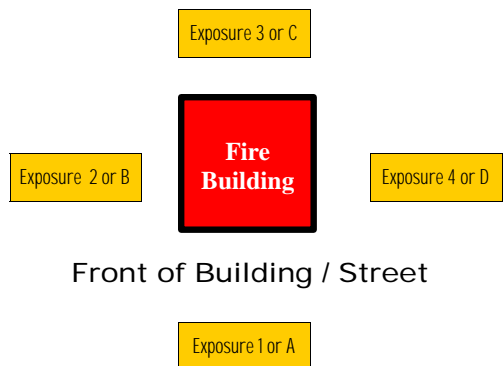 Exposure 3 or C
Fire
Building
Exposure 2 or B
Exposure 4 or D
Front of Building / Street
Exposure 1 or A